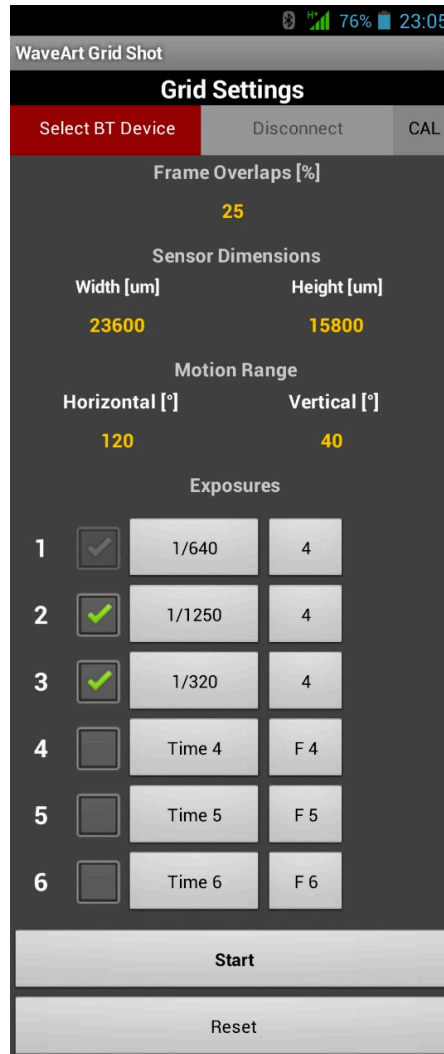 H+ 76% 23:05
WaveArt Grid Shot
Grid Settings
Select BT Device Disconnect CAL
Frame Overlaps [%]
25
Sensor Dimensions
Width [um] Height [um]
23600 15800
Motion Range
Horizontal [°] Vertical [°]
120 40
Exposures
1 1/640 4
2 1/1250 4
3 1/320 4
4 Time 4 F 4
5 Time 5 F 5
6 Time 6 F 6
Start
Reset